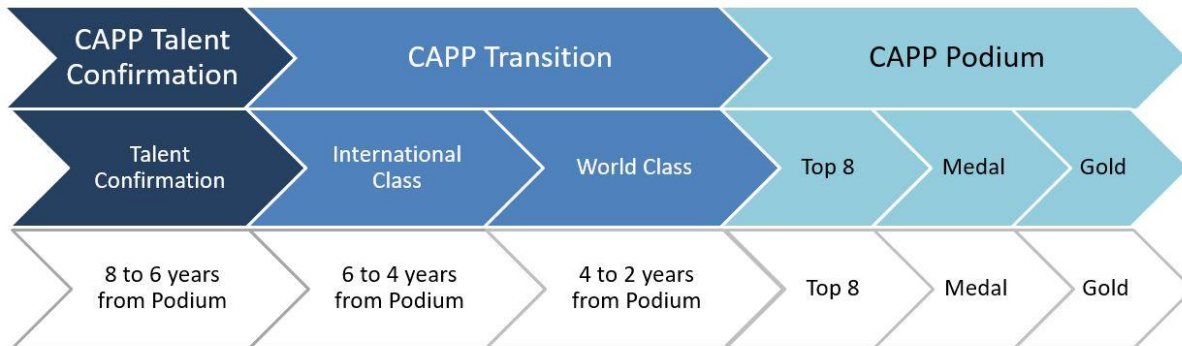 CAPP Talent
Confirmation
CAPP Transition
CAPP Podium
Talent
Confirmation
International
Class
World Class
Top 8
Medal
Gold
8 to 6 years
from Podium
6 to 4 years
from Podium
4 to 2 years
from Podium
Top 8
Medal
Gold